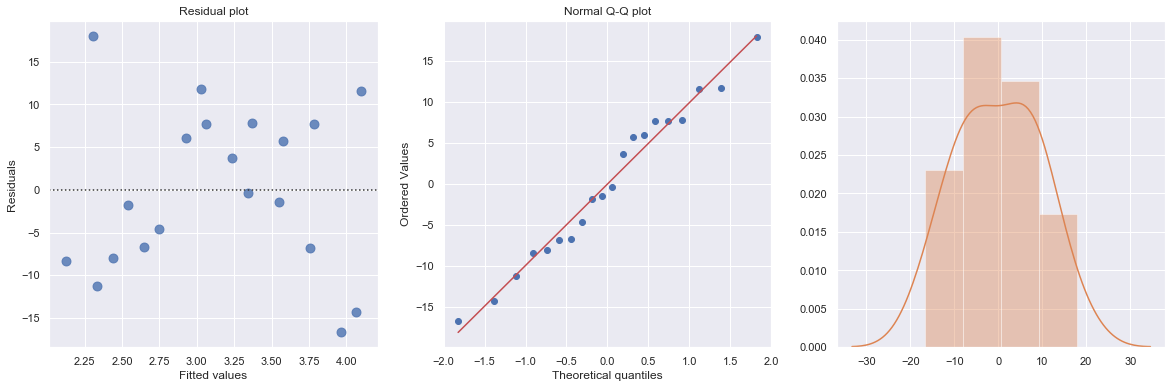 Residual plot
Residuals
15
10
5
0
−5
−10
−15
2.25 2.50 2.75 3.00 3.25 3.50 3.75 4.00
Fitted values
Normal Q-Q plot
Ordered Values
15
10
5
0
−5
−10
−15
−2.0 −1.5 −1.0 −0.5 0.0 0.5 1.0 1.5 2.0
Theoretical quantiles
0.040
0.035
0.030
0.025
0.020
0.015
0.010
0.005
0.000
−30 −20 −10 0 10 20 30